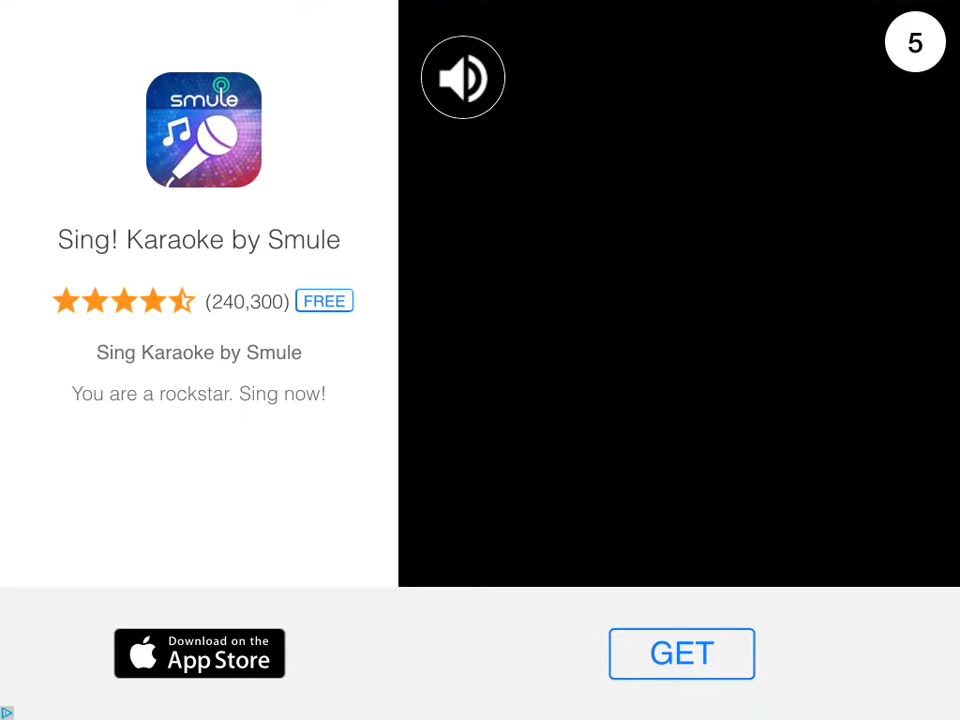 smule
5
Sing! Karaoke by Smule
(240,300) FREE
Sing Karaoke by Smule
You are a rockstar. Sing now!
Download on the
App Store
GET